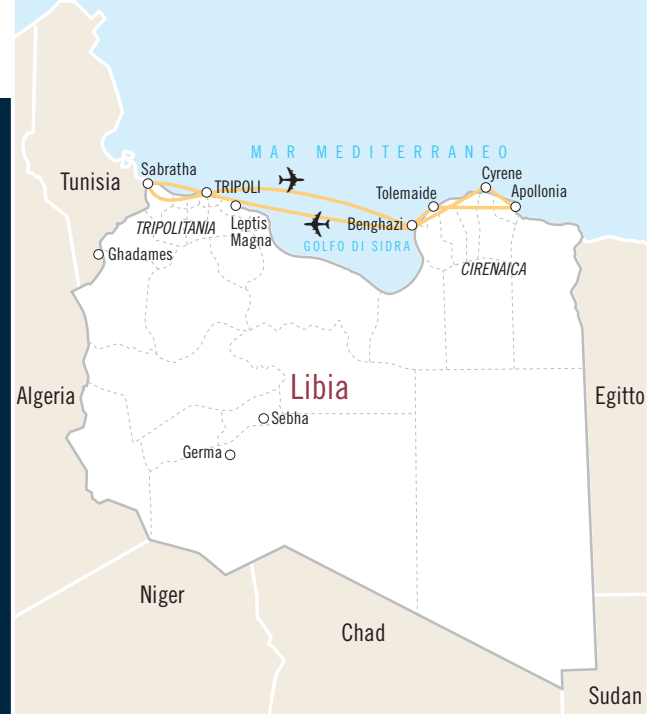 MAR MEDITERRANEO
Tunisia
Sabratha
TRIPOLI
Cyrene
Tolemaide
Apollonia
TRIPOLITANIA
Leptis
Magna
Benghazi
GOLFO DI SIDRA
Ghadames
CIRENAICA
Algeria
Libia
Egitto
Sebha
Germa
Niger
Chad
Sudan